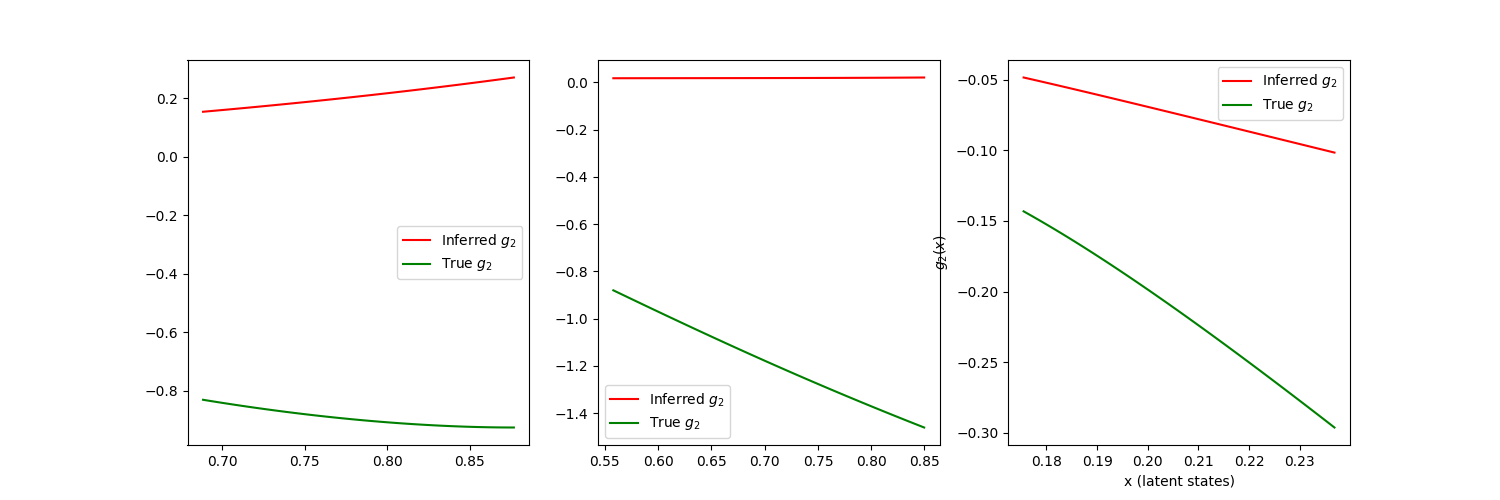 0.2
0.0
−0.2
−0.4
−0.6
−0.8
0.70 0.75 0.80 0.85
Inferred g₂
True g₂
0.0
−0.2
−0.4
−0.6
−0.8
−1.0
−1.2
−1.4
0.55 0.60 0.65 0.70 0.75 0.80 0.85
Inferred g₂
True g₂
g₂(x)
−0.05
−0.10
−0.15
−0.20
−0.25
−0.30
0.18 0.19 0.20 0.21 0.22 0.23
x (latent states)
Inferred g₂
True g₂